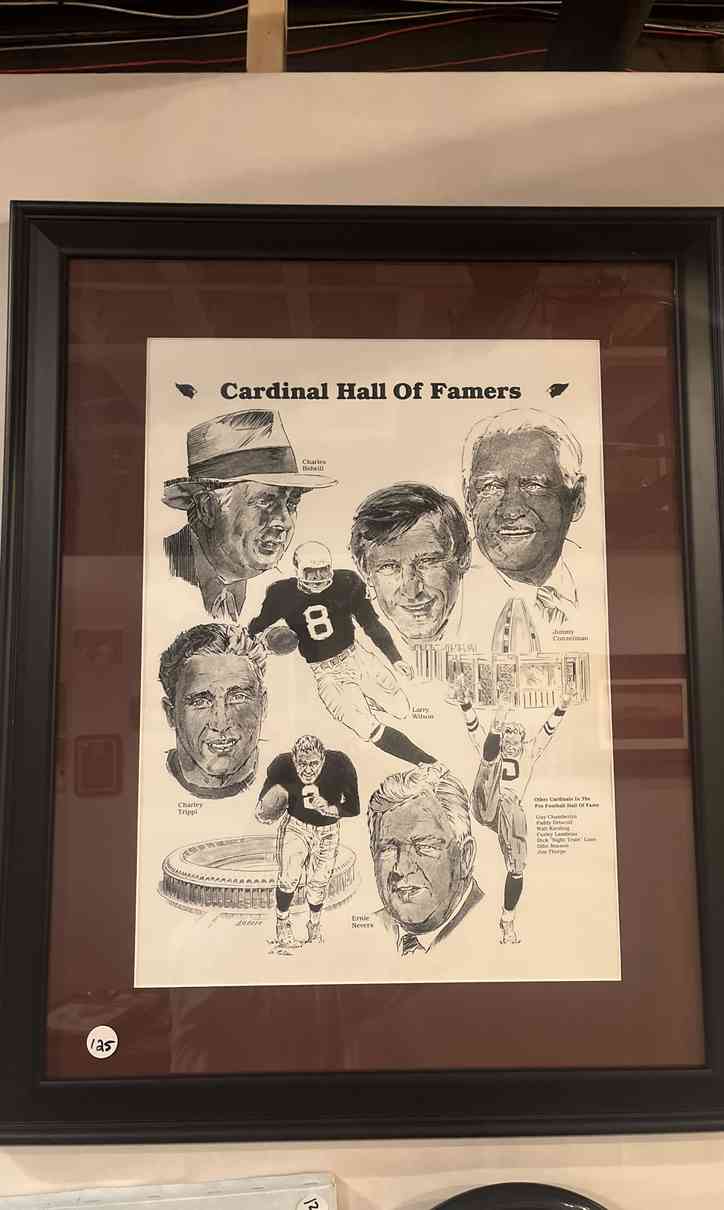 Cardinal Hall Of Famers
Charles
Bidwill
8
Jimmy
Conzelman
Larry
Wilson
Charley
Trippi
2
Other Cardinals In The
Pro Football Hall Of Fame
Guy Chamberlin
Paddy Driscoll
Walt Kiesling
Curley Lambeau
Dick "Night Train" Lane
Ollie Matson
Jim Thorpe
Ernie
Nevers
125